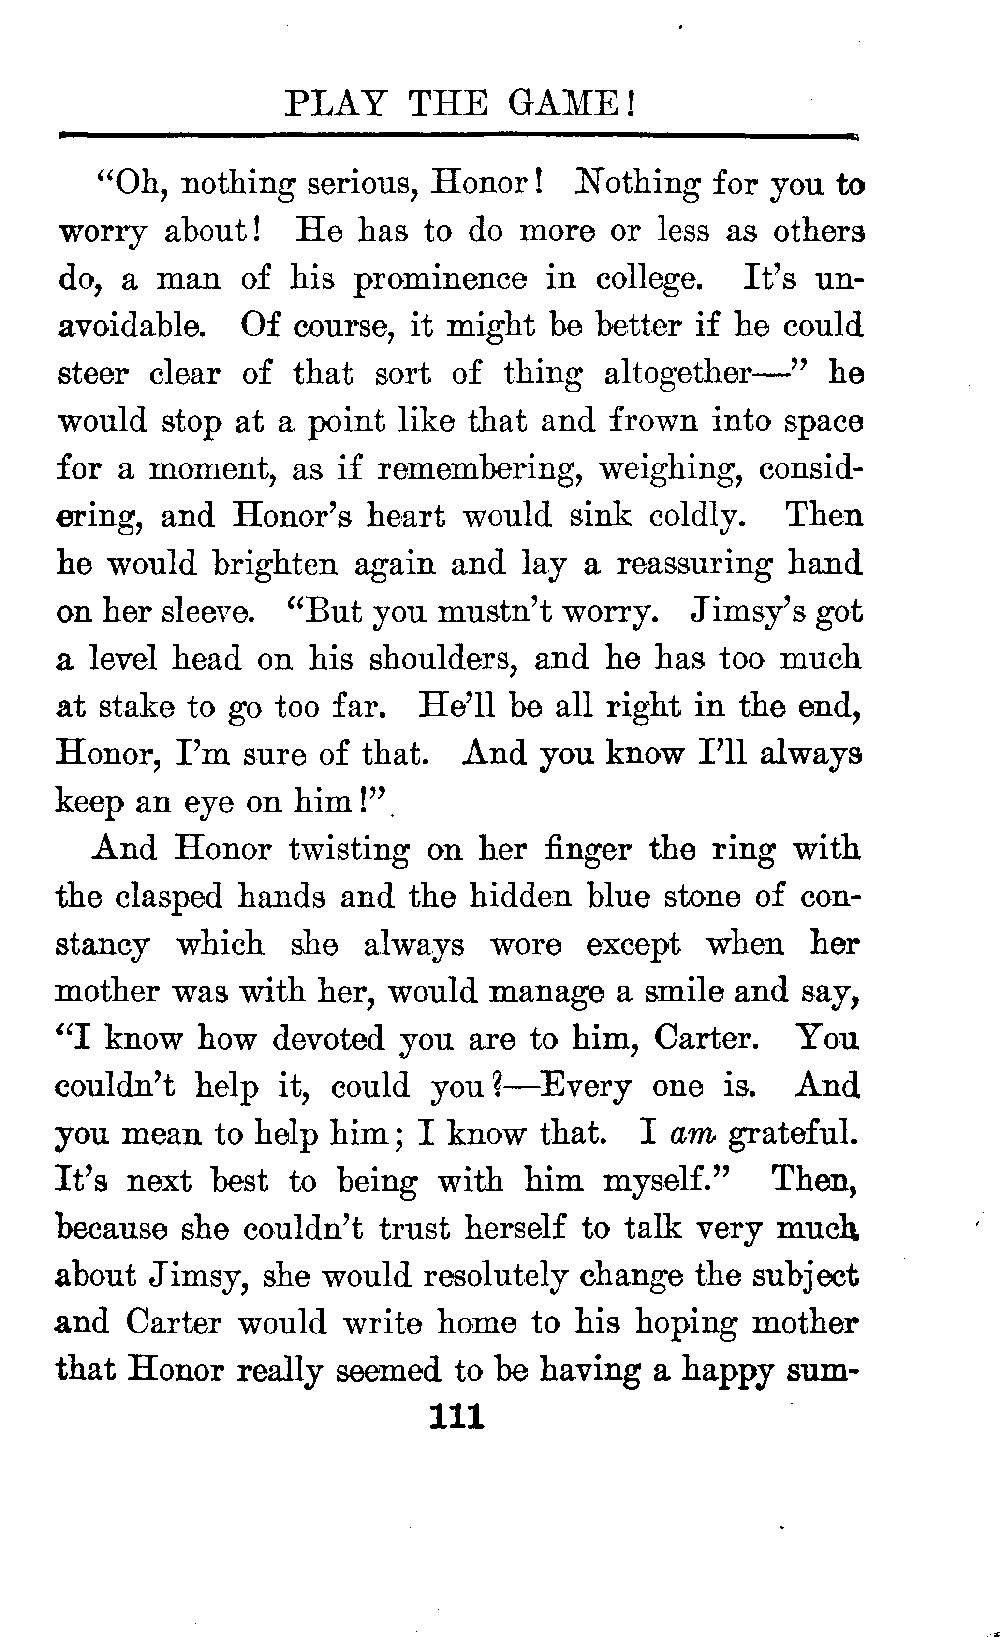 PLAY THE GAME!
“Oh, nothing serious, Honor! Nothing for you to
worry about! He has to do more or less as others
do, a man of his prominence in college. It’s un-
avoidable. Of course, it might be better if he could
steer clear of that sort of thing altogether—” he
would stop at a point like that and frown into space
for a moment, as if remembering, weighing, consid-
ering, and Honor’s heart would sink coldly. Then
he would brighten again and lay a reassuring hand
on her sleeve. “But you mustn’t worry. Jimsy’s got
a level head on his shoulders, and he has too much
at stake to go too far. He’ll be all right in the end,
Honor, I’m sure of that. And you know I’ll always
keep an eye on him!”
And Honor twisting on her finger the ring with
the clasped hands and the hidden blue stone of con-
stancy which she always wore except when her
mother was with her, would manage a smile and say,
“I know how devoted you are to him, Carter. You
couldn’t help it, could you?—Every one is. And
you mean to help him; I know that. I am grateful.
It’s next best to being with him myself.” Then,
because she couldn’t trust herself to talk very much
about Jimsy, she would resolutely change the subject
and Carter would write home to his hoping mother
that Honor really seemed to be having a happy sum-
111